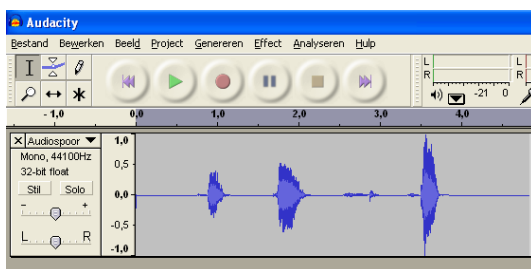 Audacity
Bestand Bewerken Beeld Project Genereren Effect Analyseren Hulp
L
R
L
R
-21 0
- 1,0 0,0 1,0 2,0 3,0 4,0
X Audiospoor
Mono, 44100Hz
32-bit float
Stil Solo
- +
L R
1,0
0,5
0,0
-0,5
-1,0